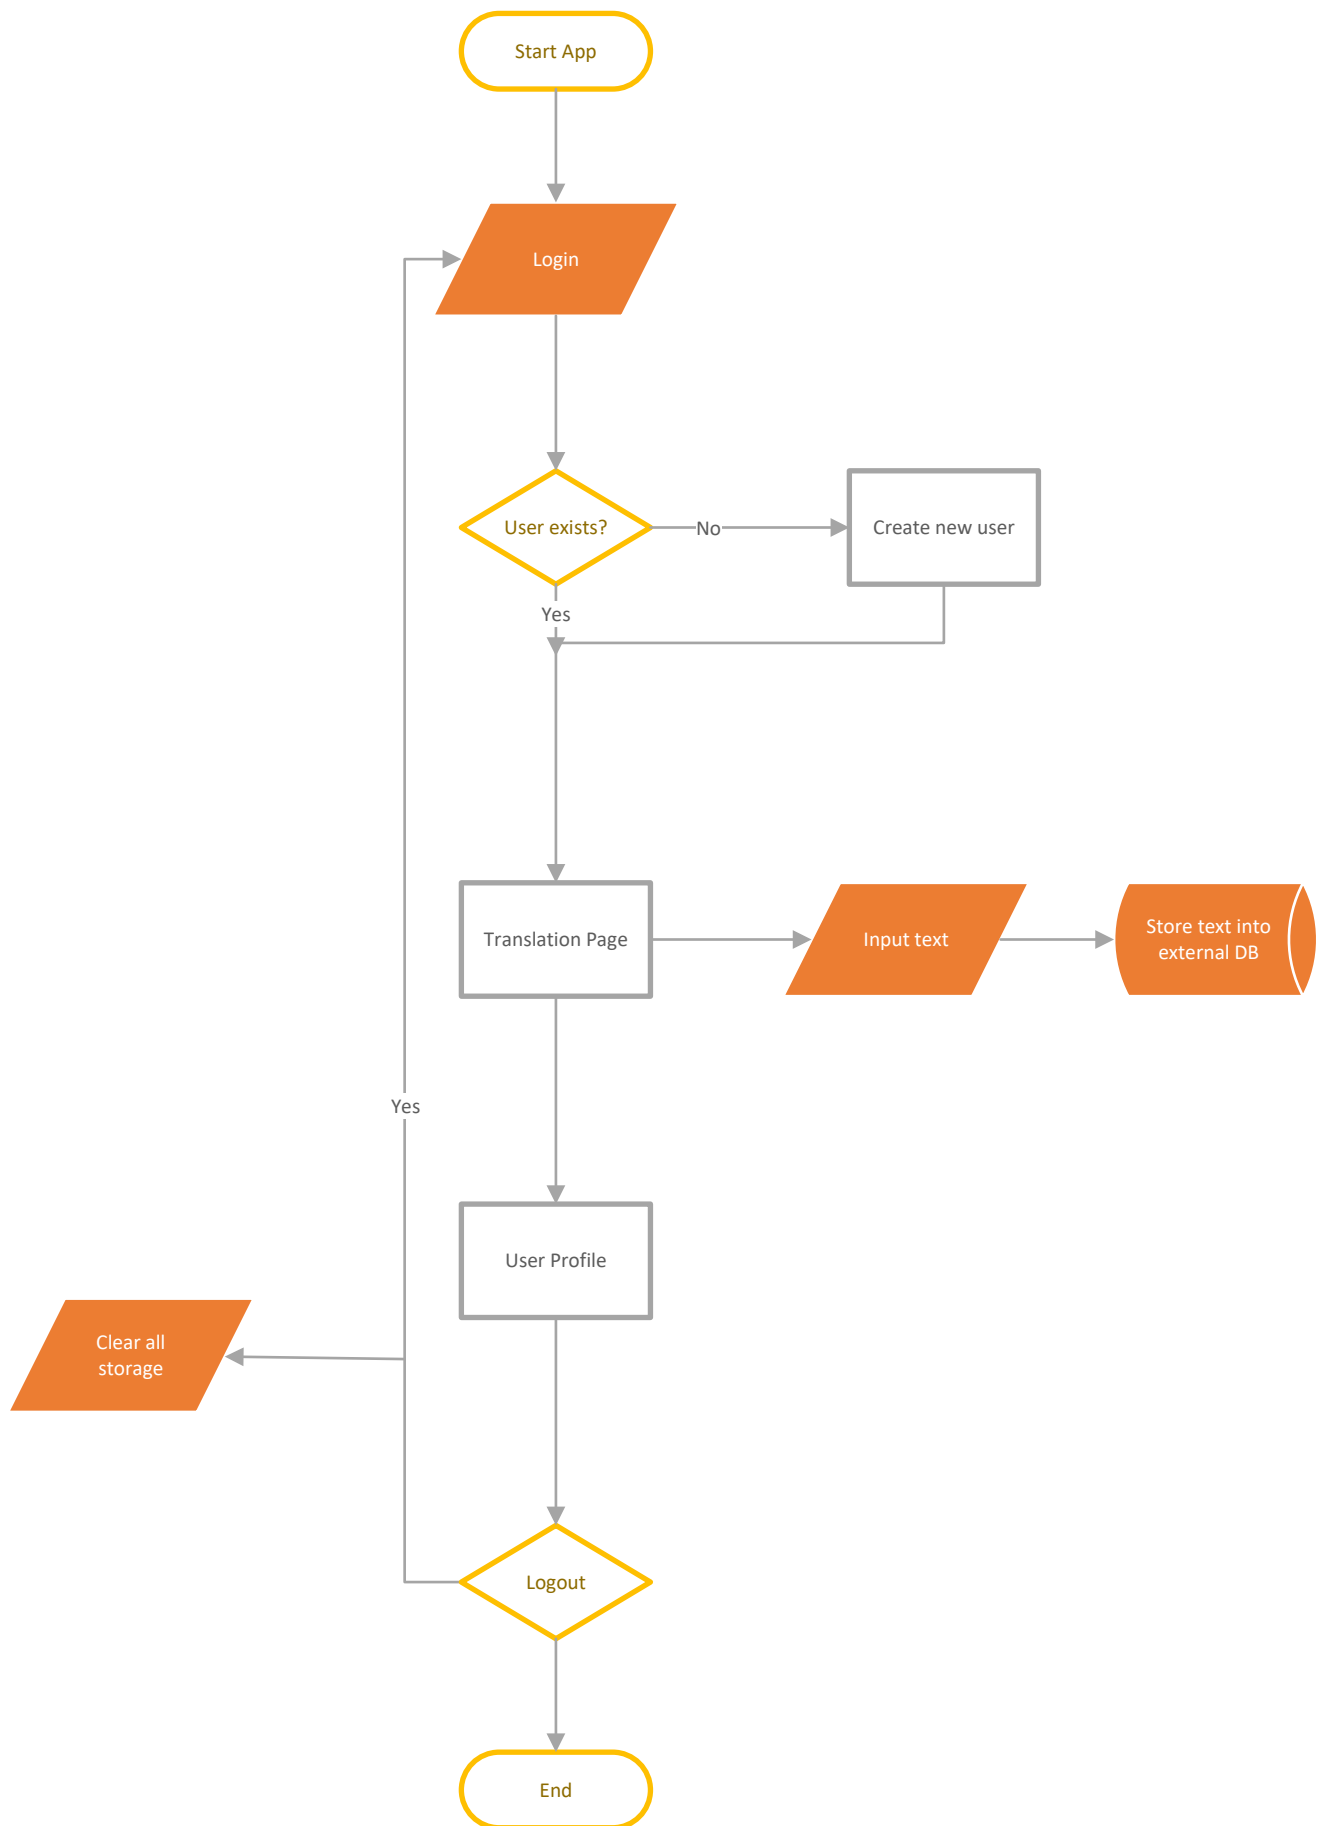 Start App
Login
User exists?
No
Create new user
Yes
Translation Page
Input text
Store text into
external DB
Yes
User Profile
Clear all
storage
Logout
End